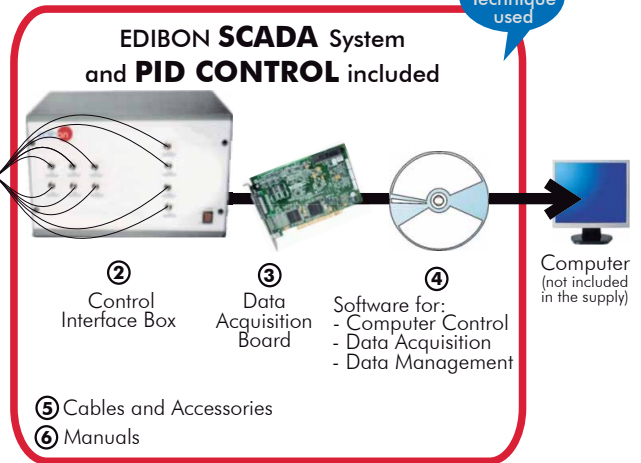 Technique
used
EDIBON SCADA System
and PID CONTROL included
2
Control
Interface Box
3
Data
Acquisition
Board
4
Software for:
- Computer Control
- Data Acquisition
- Data Management
Computer
(not included
in the supply)
5 Cables and Accessories
6 Manuals